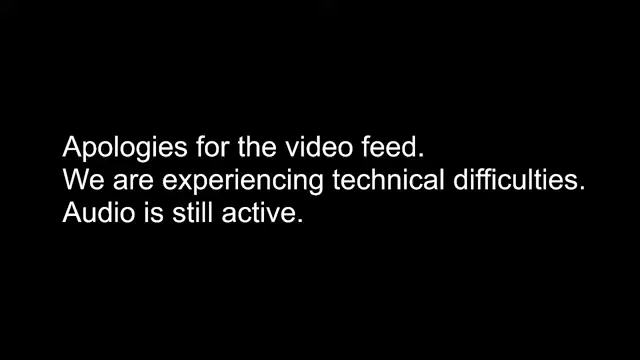 Apologies for the video feed.
We are experiencing technical difficulties.
Audio is still active.